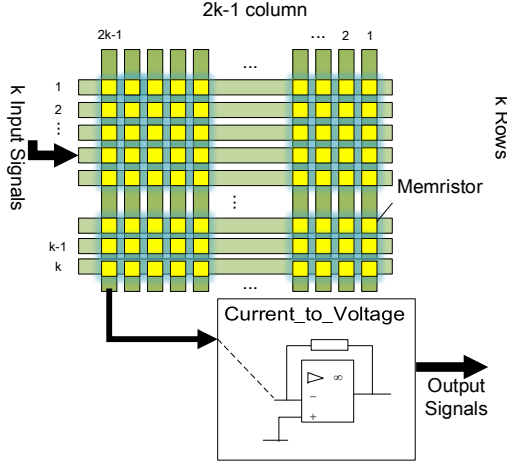 2k-1 column
2k-1 ... 2 1
...
1
2
...
k Input Signals
k Rows
Memristor
...
k-1
k
...
Current_to_Voltage
▷ ∞
−
+
Output
Signals